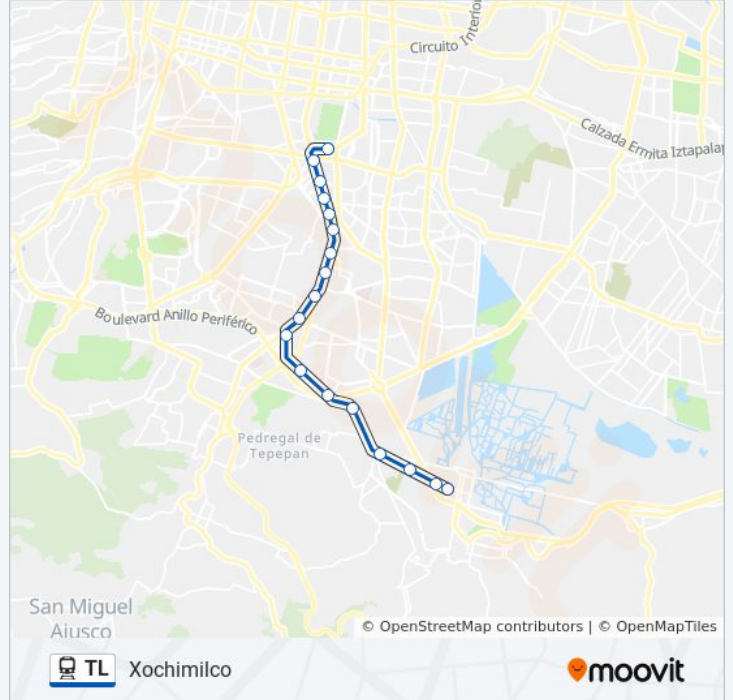 Circuito Interior
Calzada Ermita Iztapalap
Boulevard Anillo Periférico
Pedregal de
Tepepan
San Miguel
Ajusco
© OpenStreetMap contributors | © OpenMapTiles
TL Xochimilco
moovit